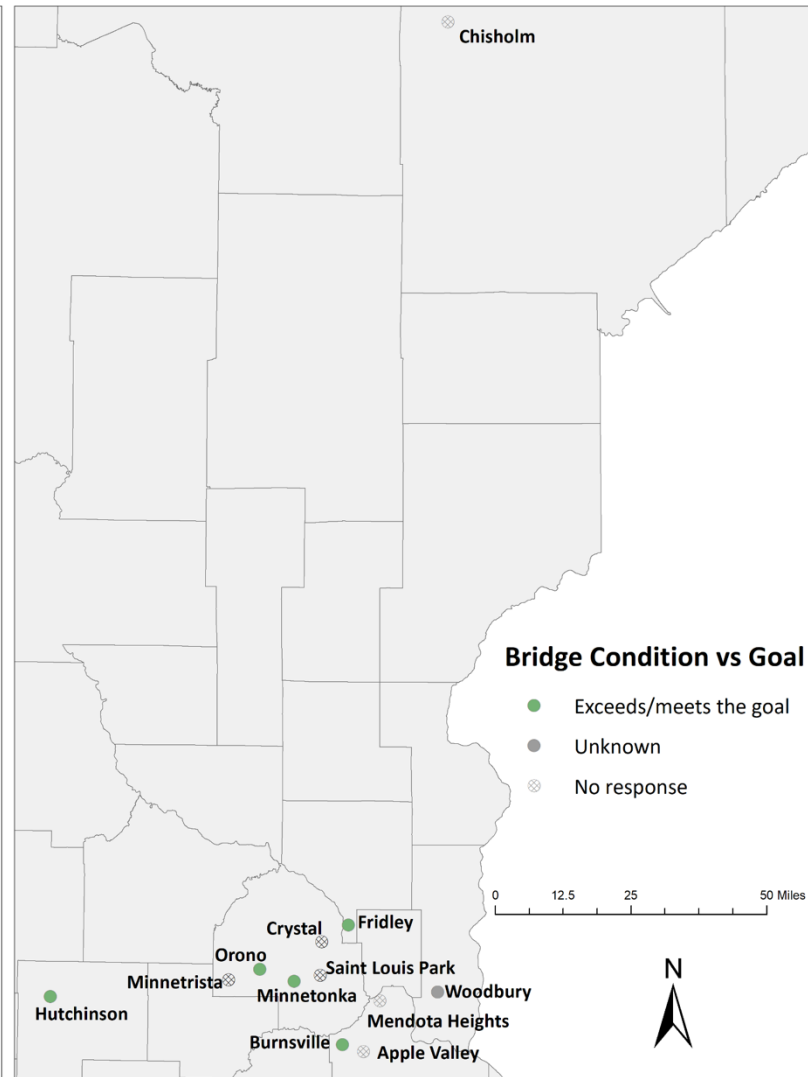 Chisholm
Bridge Condition vs Goal
Exceeds/meets the goal
Unknown
No response
0 12.5 25 50 Miles
N
Fridley
Crystal
Orono
Saint Louis Park
Minnetrista
Minnetonka
Woodbury
Hutchinson
Mendota Heights
Burnsville
Apple Valley